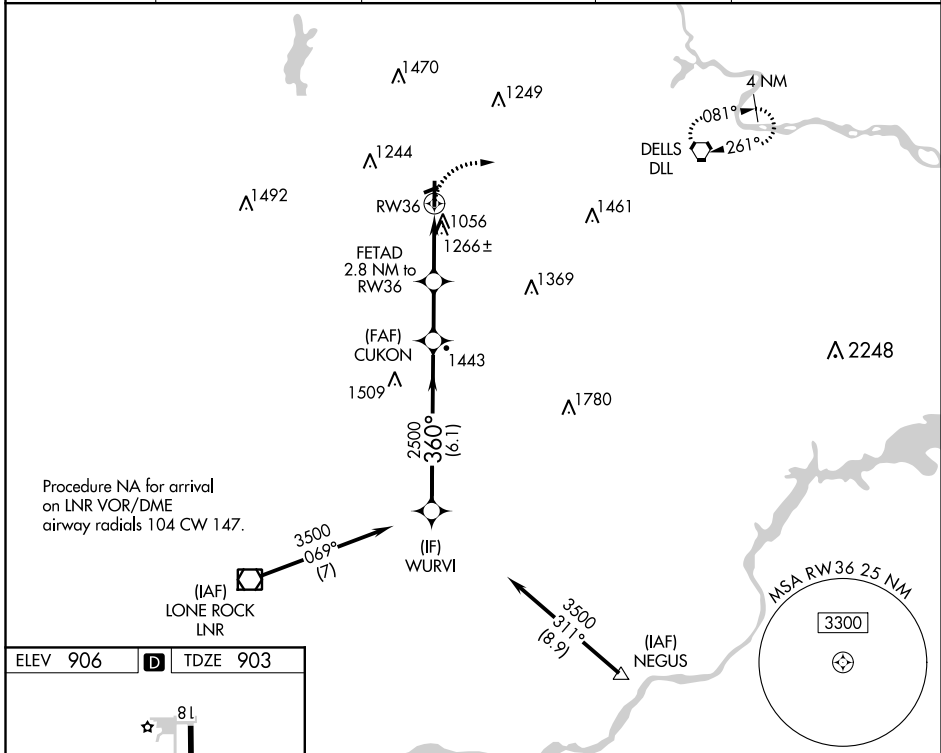 1470
1249
4 NM
081°
261°
DELLS
DLL
1244
1492
RW36
1056
1266±
1461
FETAD
2.8 NM to
RW36
1369
(FAF)
CUKON
1443
2248
1509
1780
2500
360°
(6.1)
Procedure NA for arrival
on LNR VOR/DME
airway radials 104 CW 147.
3500
069°
(7)
(IF)
WURVI
(IAF)
LONE ROCK
LNR
3500
311°
(8.9)
(IAF)
NEGUS
MSA RW36 25 NM
3300
ELEV 906 D TDZE 903
18